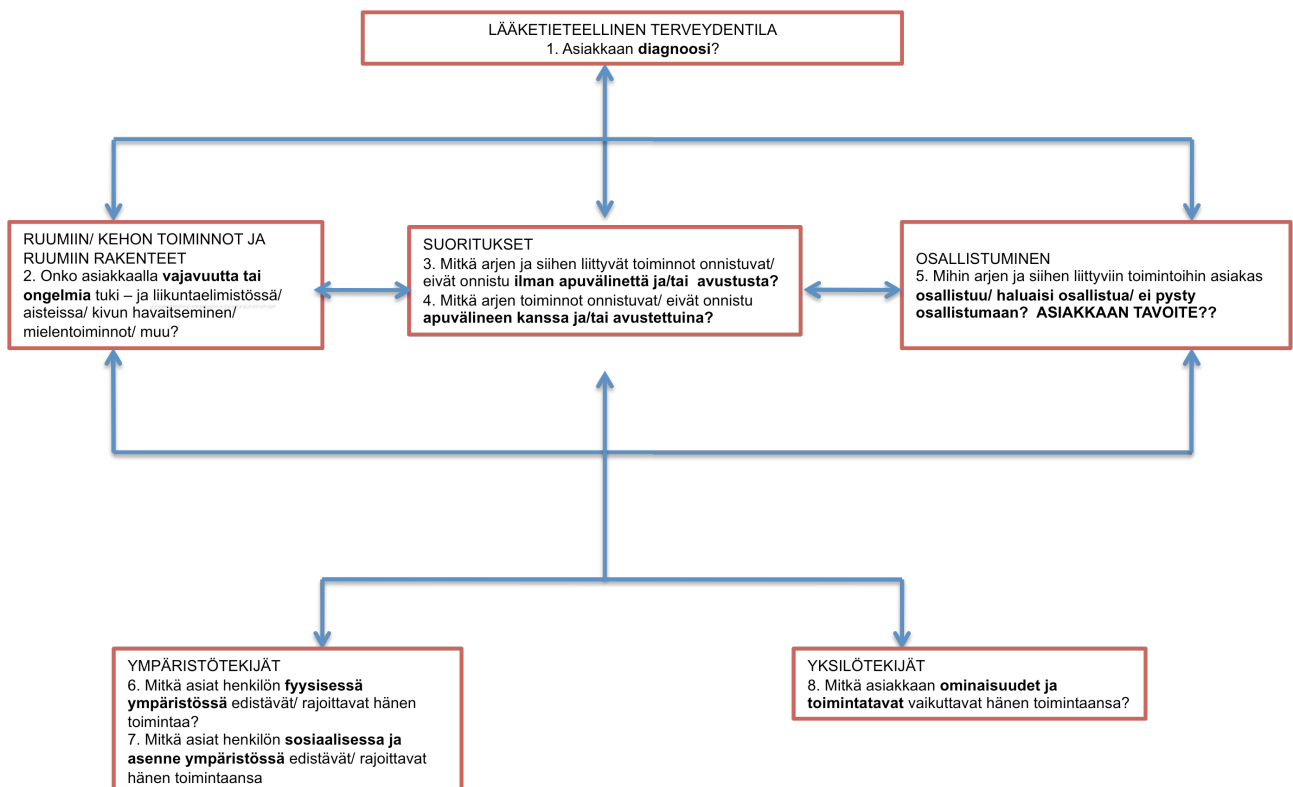 LÄÄKETIETEELLINEN TERVEYDENTILA
1. Asiakkaan diagnoosi?
RUUMIIN/ KEHON TOIMINNOT JA
RUUMIIN RAKENTEET
2. Onko asiakkaalla vajavuutta tai
ongelmia tuki – ja liikuntaelimistössä/
aisteissa/ kivun havaitseminen/
mielentoiminnot/ muu?
SUORITUKSET
3. Mitkä arjen ja siihen liittyvät toiminnot onnistuvat/
eivät onnistu ilman apuvälinettä ja/tai avustusta?
4. Mitkä arjen toiminnot onnistuvat/ eivät onnistu
apuvälineen kanssa ja/tai avustettuina?
OSALLISTUMINEN
5. Mihin arjen ja siihen liittyviin toimintoihin asiakas
osallistuu/ haluaisi osallistua/ ei pysty
osallistumaan? ASIAKKAAN TAVOITE??
YMPÄRISTÖTEKIJÄT
6. Mitkä asiat henkilön fyysisessä
ympäristössä edistävät/ rajoittavat hänen
toimintaa?
7. Mitkä asiat henkilön sosiaalisessa ja
asenne ympäristössä edistävät/ rajoittavat
hänen toimintaansa
YKSILÖTEKIJÄT
8. Mitkä asiakkaan ominaisuudet ja
toimintatavat vaikuttavat hänen toimintaansa?